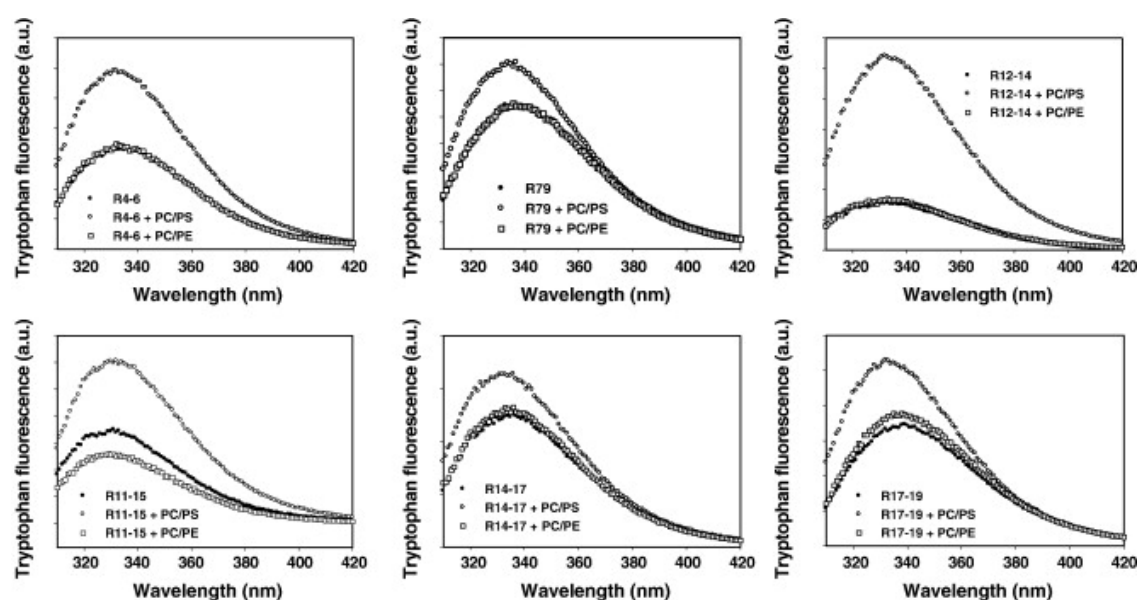 Tryptophan fluorescence (a.u.)
R4-6
R4-6 + PC/PS
R4-6 + PC/PE
320 340 360 380 400 420
Wavelength (nm)
Tryptophan fluorescence (a.u.)
R79
R79 + PC/PS
R79 + PC/PE
320 340 360 380 400 420
Wavelength (nm)
Tryptophan fluorescence (a.u.)
R12-14
R12-14 + PC/PS
R12-14 + PC/PE
320 340 360 380 400 420
Wavelength (nm)
Tryptophan fluorescence (a.u.)
R11-15
R11-15 + PC/PS
R11-15 + PC/PE
320 340 360 380 400 420
Wavelength (nm)
Tryptophan fluorescence (a.u.)
R14-17
R14-17 + PC/PS
R14-17 + PC/PE
320 340 360 380 400 420
Wavelength (nm)
Tryptophan fluorescence (a.u.)
R17-19
R17-19 + PC/PS
R17-19 + PC/PE
320 340 360 380 400 420
Wavelength (nm)